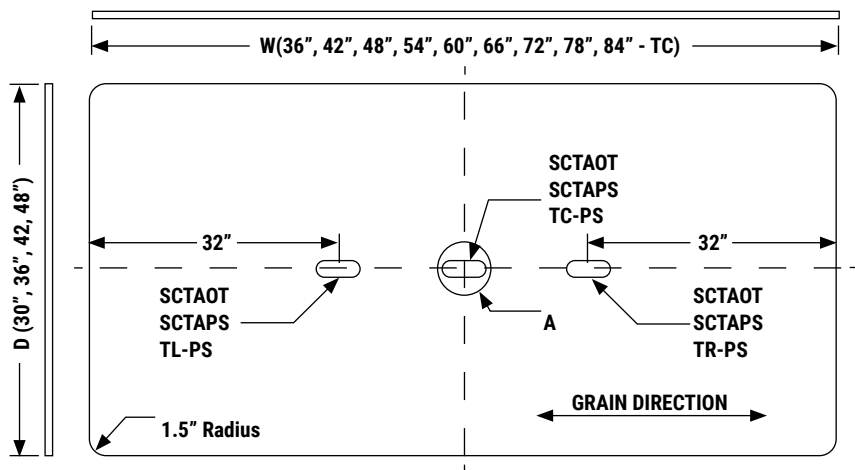 W(36”, 42”, 48”, 54”, 60”, 66”, 72”, 78”, 84” - TC)
D (30”, 36”, 42, 48”)
SCTAOT
SCTAPS
TC-PS
32”
32”
SCTAOT
SCTAPS
TL-PS
A
SCTAOT
SCTAPS
TR-PS
GRAIN DIRECTION
1.5” Radius